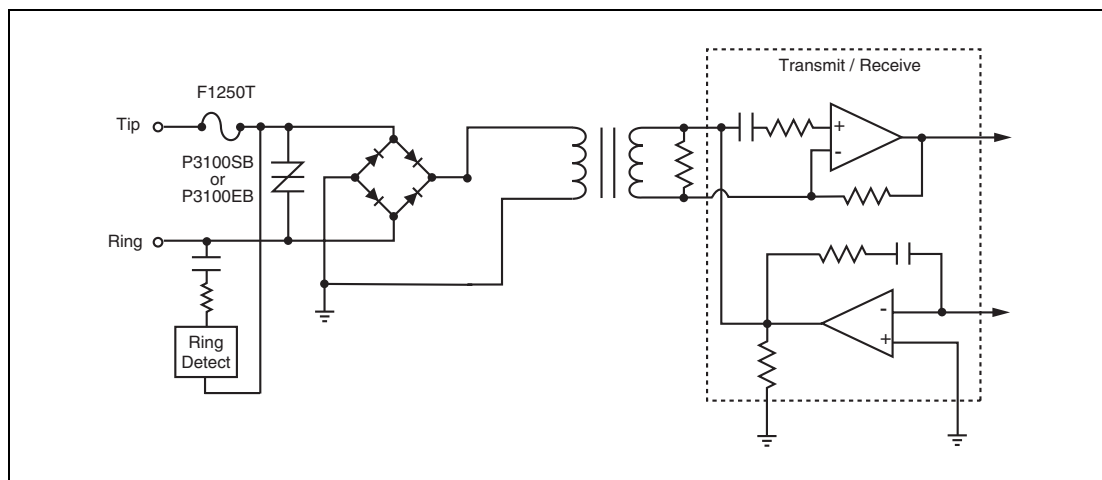 Transmit / Receive
F1250T
Tip
P3100SB
or
P3100EB
Ring
Ring
Detect
+
-
-
+